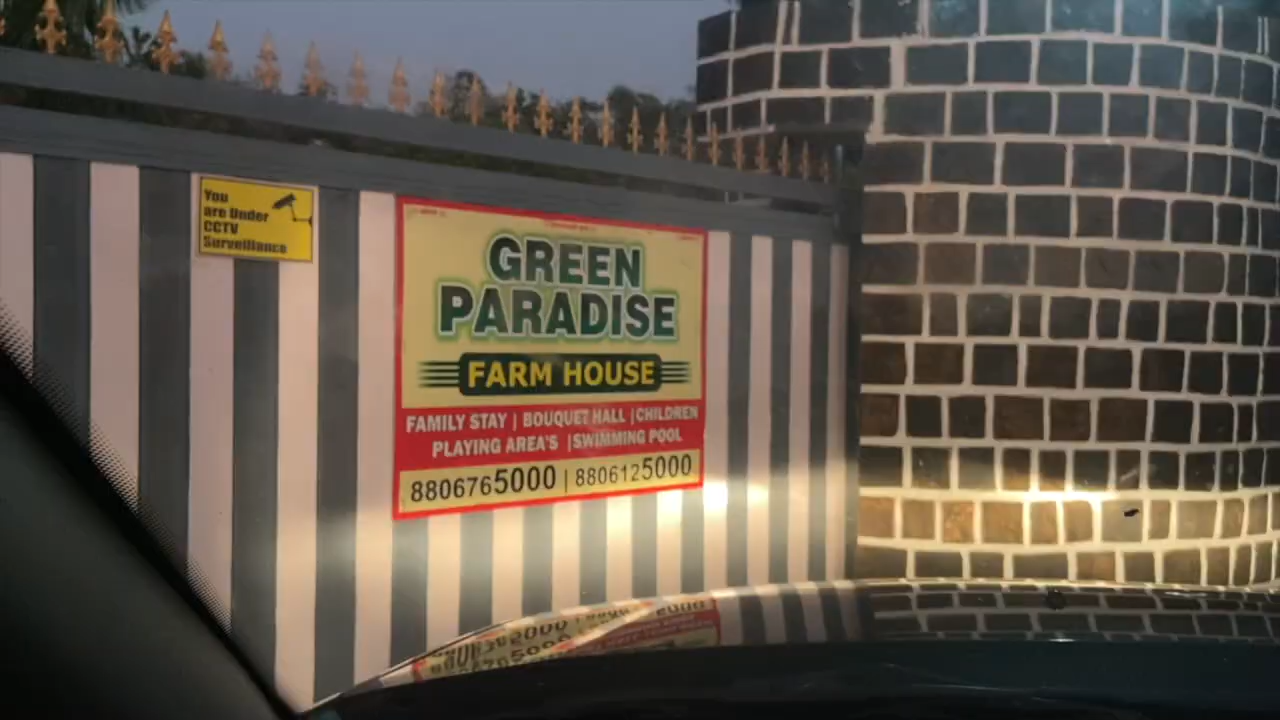 You
are Under
CCTV
Surveillance
GREEN
PARADISE
FARM HOUSE
FAMILY STAY | BOUQUET HALL | CHILDREN
PLAYING AREA'S | SWIMMING POOL
8806765000 | 8806125000